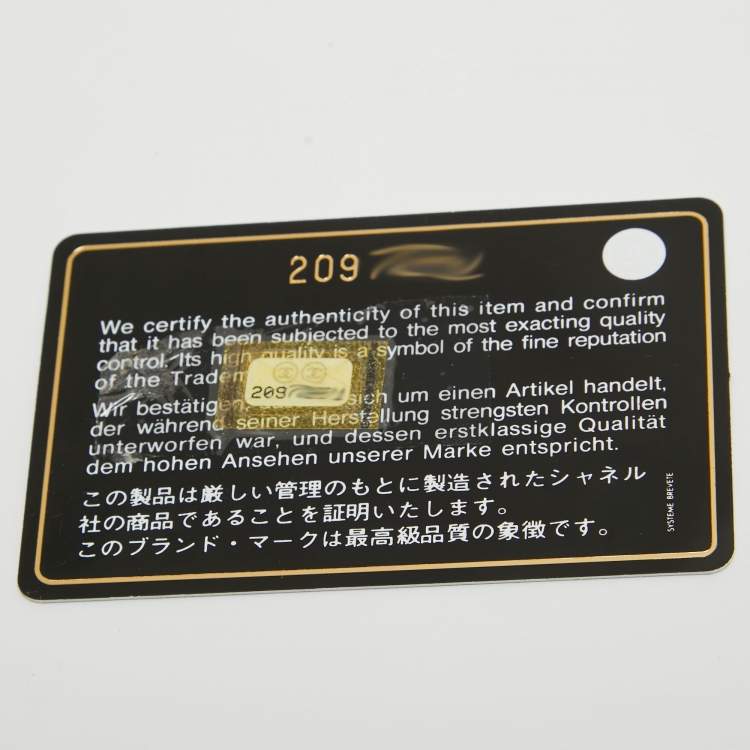 209
We certify the authenticity of this item and confirm
that it has been subjected to the most exacting quality
control. Its high quality is a symbol of the fine reputation
of the
209
Wir bestätigen sich um einen Artikel handelt,
der während seiner Herstellung strengsten Kontrollen
unterworfen war, und dessen erstklassige Qualität
dem hohen Ansehen unserer Marke entspricht.
この製品は厳しい管理のもとに製造されたシャネル
社の商品であることを証明いたします。
このブランド・マークは最高級品質の象徴です。
SYSTEME BREVETE